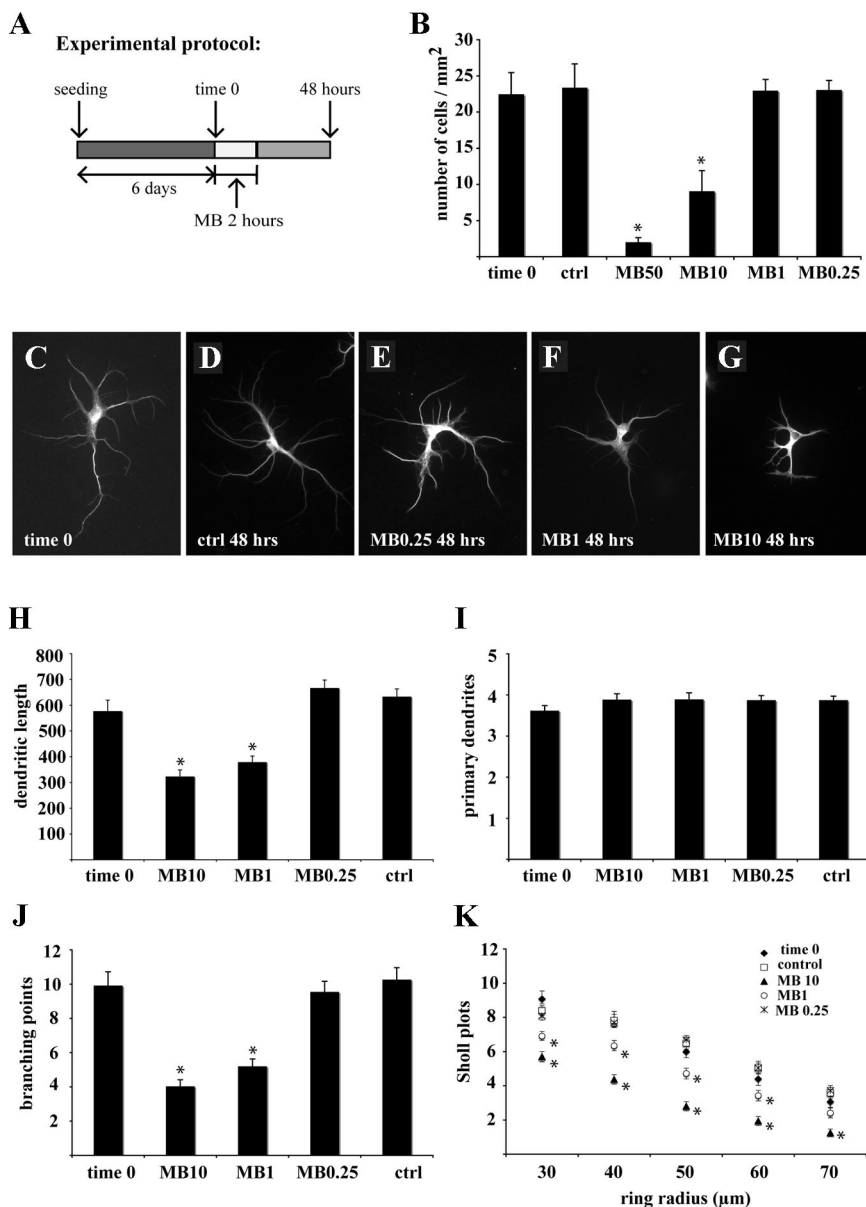 A
Experimental protocol:
seeding
time 0
48 hours
6 days
MB 2 hours
B
number of cells / mm2
30
25
20
15
10
5
*
*
time 0 ctrl MB50 MB10 MB1 MB0.25
C
time 0
D
ctrl 48 hrs
E
MB0.25 48 hrs
F
MB1 48 hrs
G
MB10 48 hrs
H
dendritic length
800
700
600
500
400
300
200
100
*
*
time 0 MB10 MB1 MB0.25 ctrl
I
primary dendrites
5
4
3
2
1
time 0 MB10 MB1 MB0.25 ctrl
J
branching points
12
10
8
6
4
2
*
*
time 0 MB10 MB1 MB0.25 ctrl
K
Sholl plots
12
10
8
6
4
2
time 0
control
MB 10
MB1
MB 0.25
*
*
*
*
*
*
*
*
*
30 40 50 60 70
ring radius (µm)